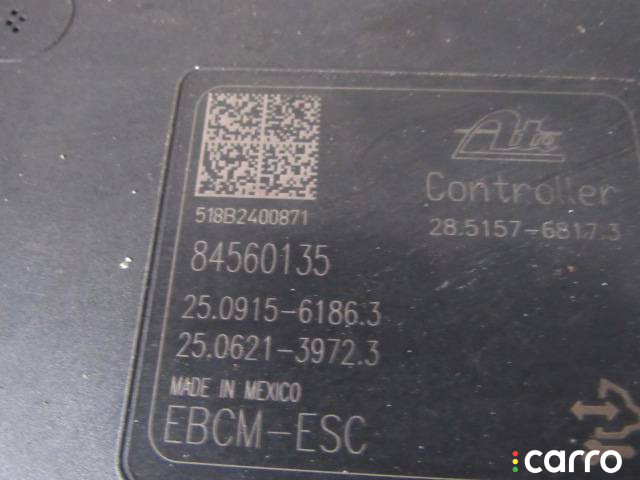 Ate
Controller
28.5157-6817.3
518B2400871
84560135
25.0915-6186.3
25.0621-3972.3
MADE IN MEXICO
EBCM-ESC
carro